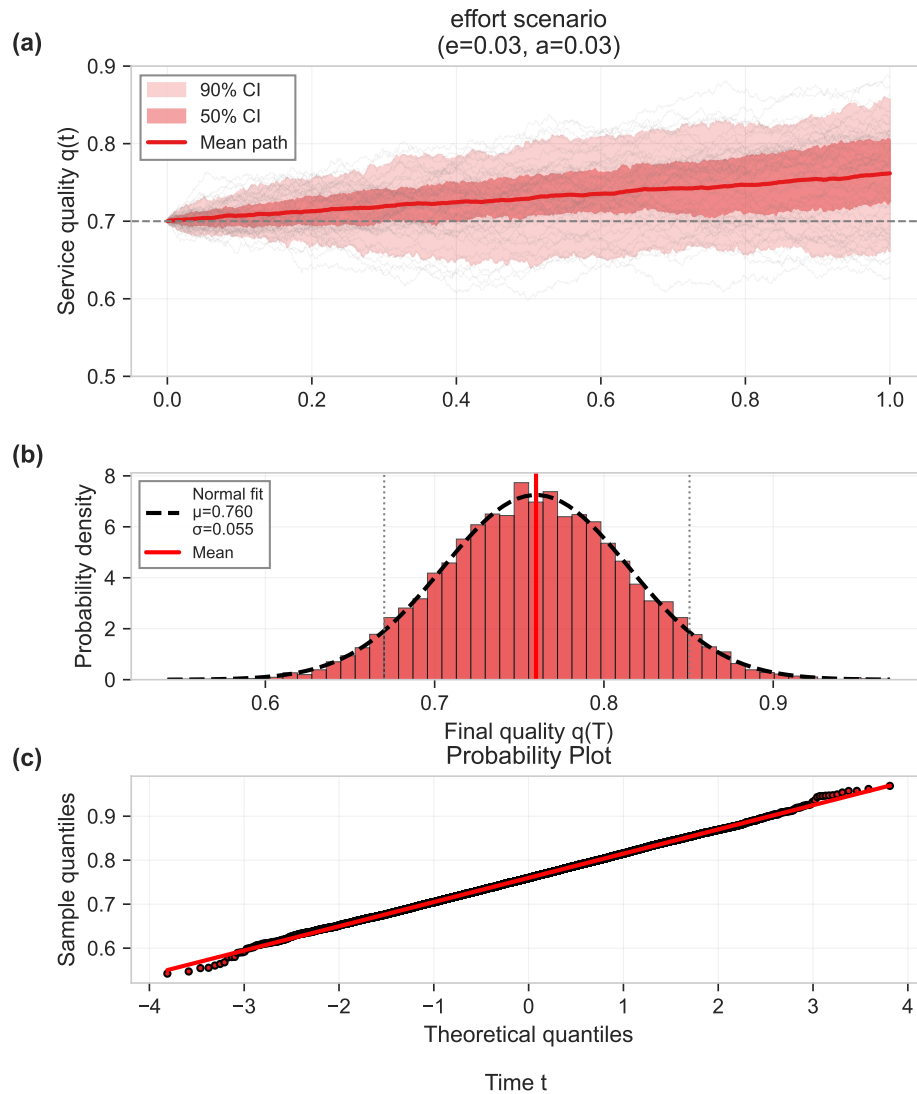 effort scenario
(e=0.03, a=0.03)
(a)
Service quality q(t)
0.9
0.8
0.7
0.6
0.5
90% CI
50% CI
Mean path
0.0 0.2 0.4 0.6 0.8 1.0
(b)
Probability density
8
6
4
2
0
Normal fit
μ=0.760
σ=0.055
Mean
0.6 0.7 0.8 0.9
Final quality q(T)
(c)
Probability Plot
Sample quantiles
0.9
0.8
0.7
0.6
−4 −3 −2 −1 0 1 2 3 4
Theoretical quantiles
Time t